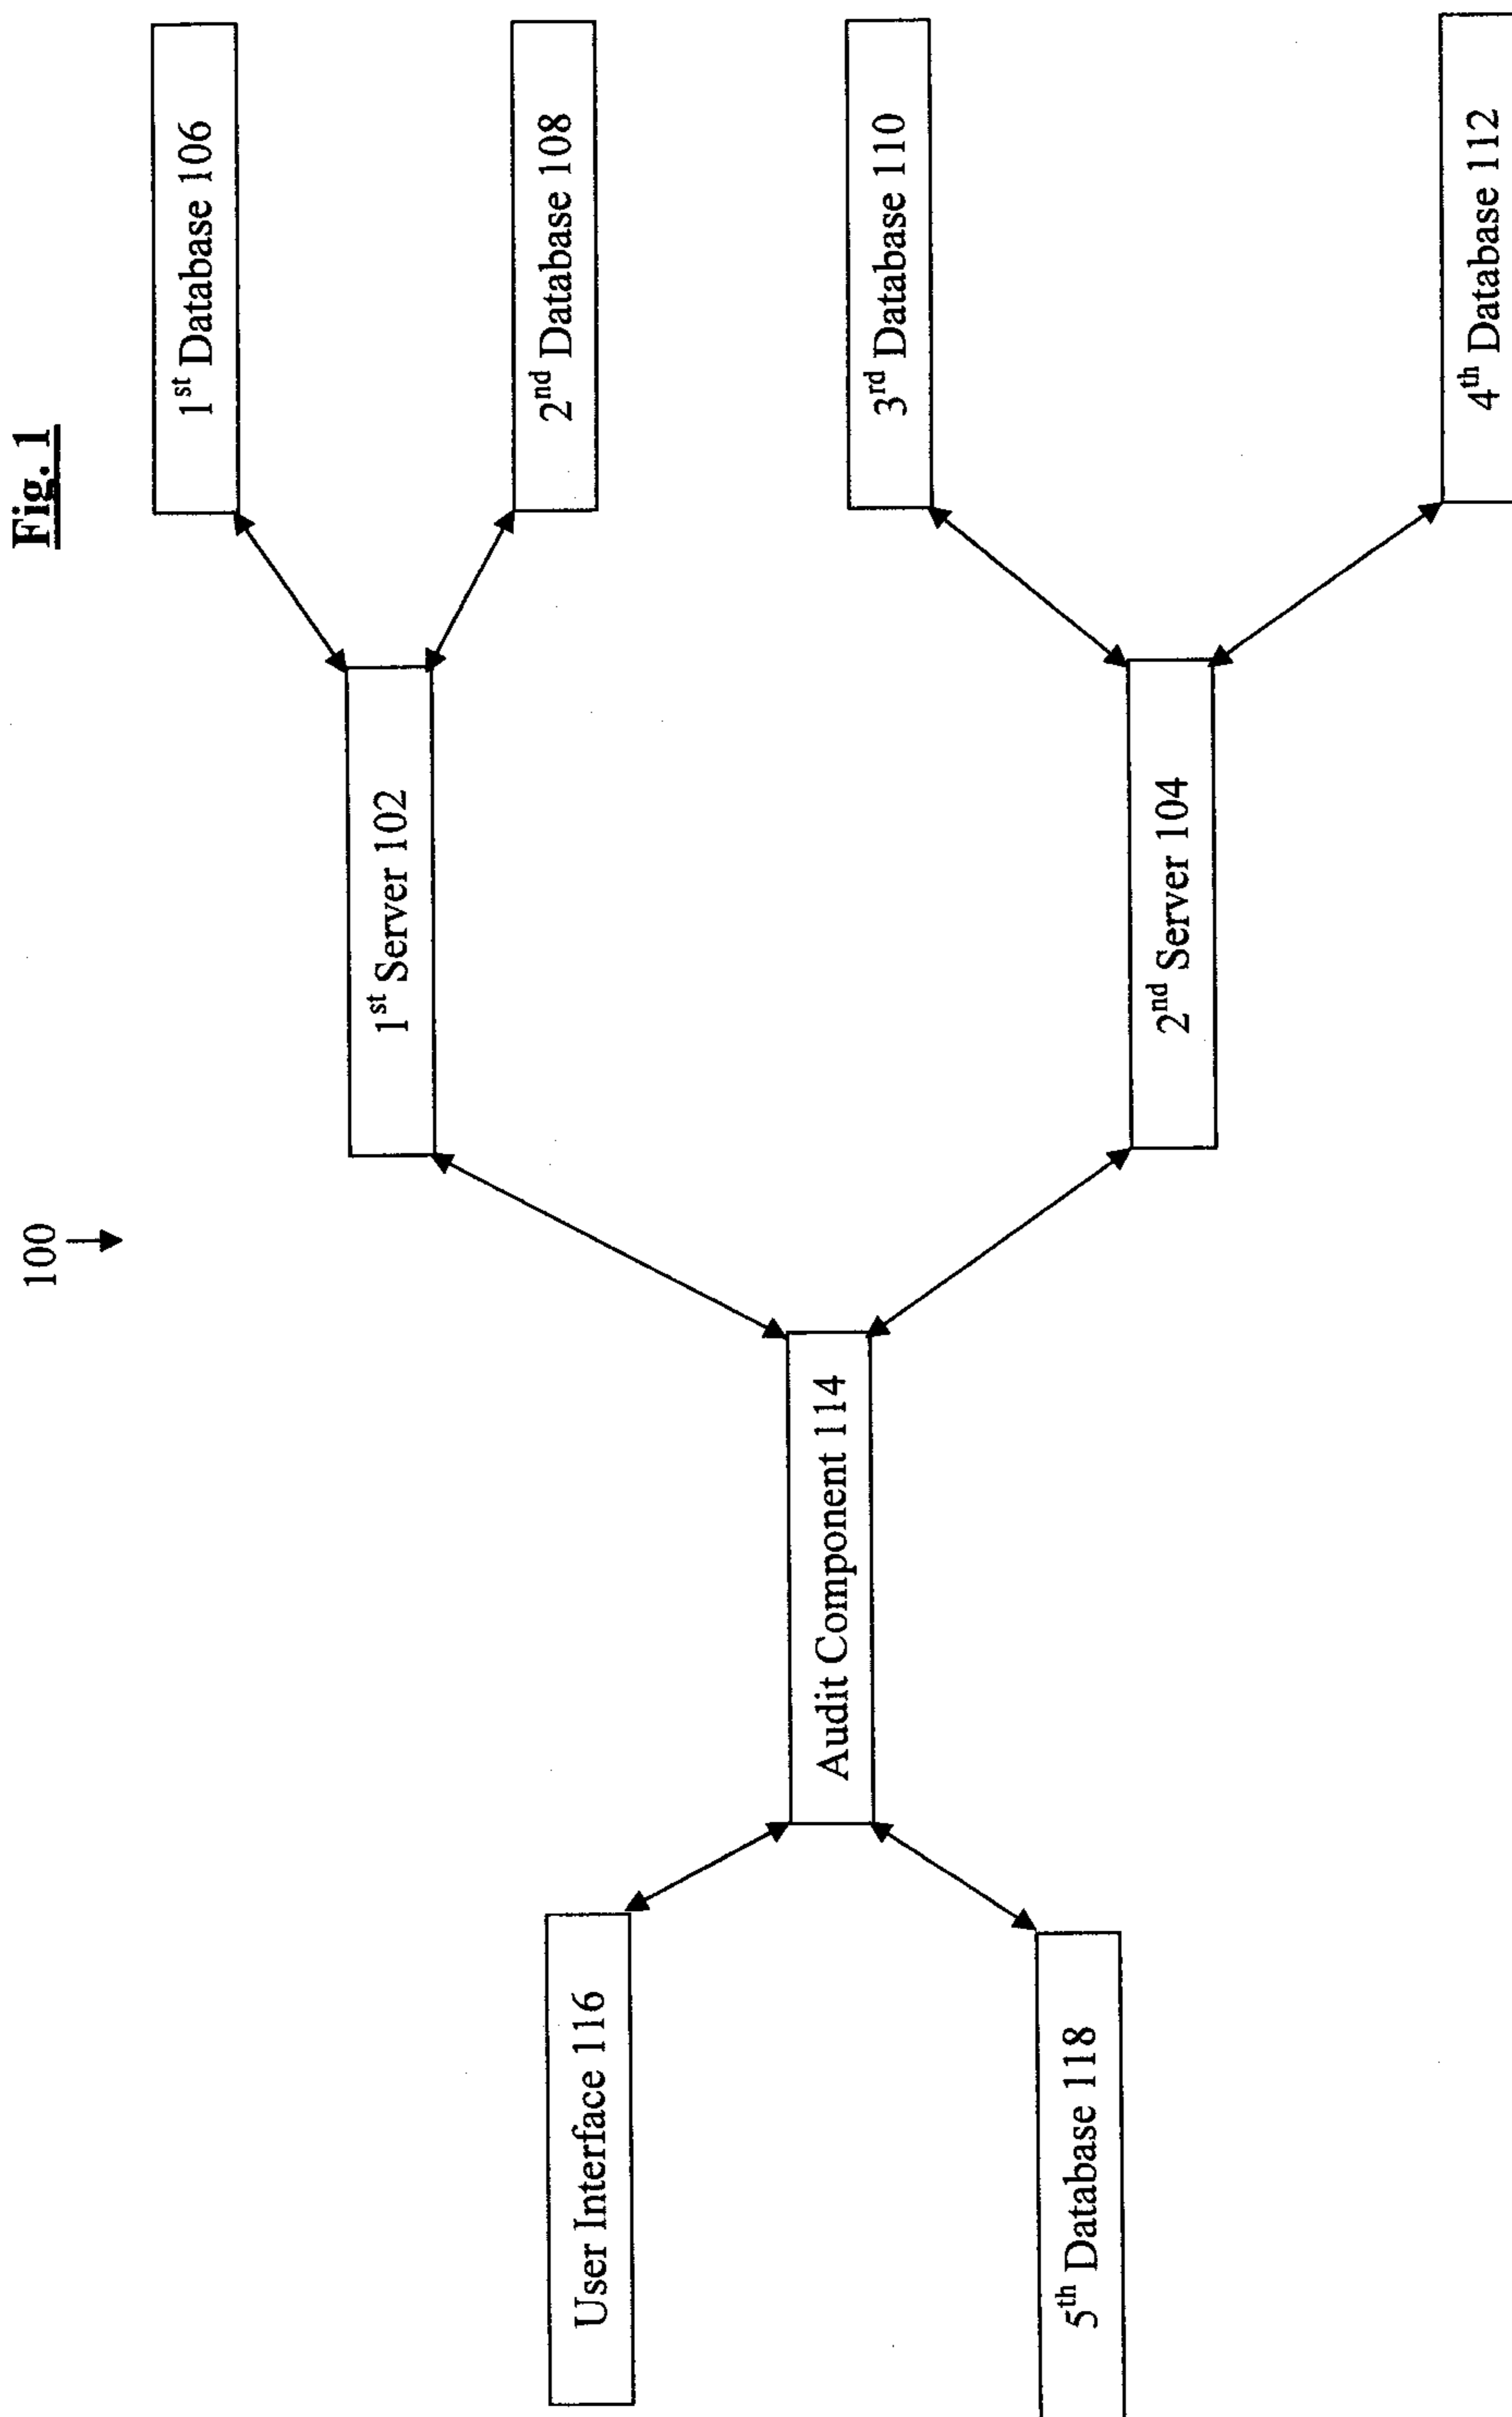 Fig. 1
100
1st Database 106
2nd Database 108
1st Server 102
3rd Database 110
4th Database 112
2nd Server 104
Audit Component 114
User Interface 116
5th Database 118